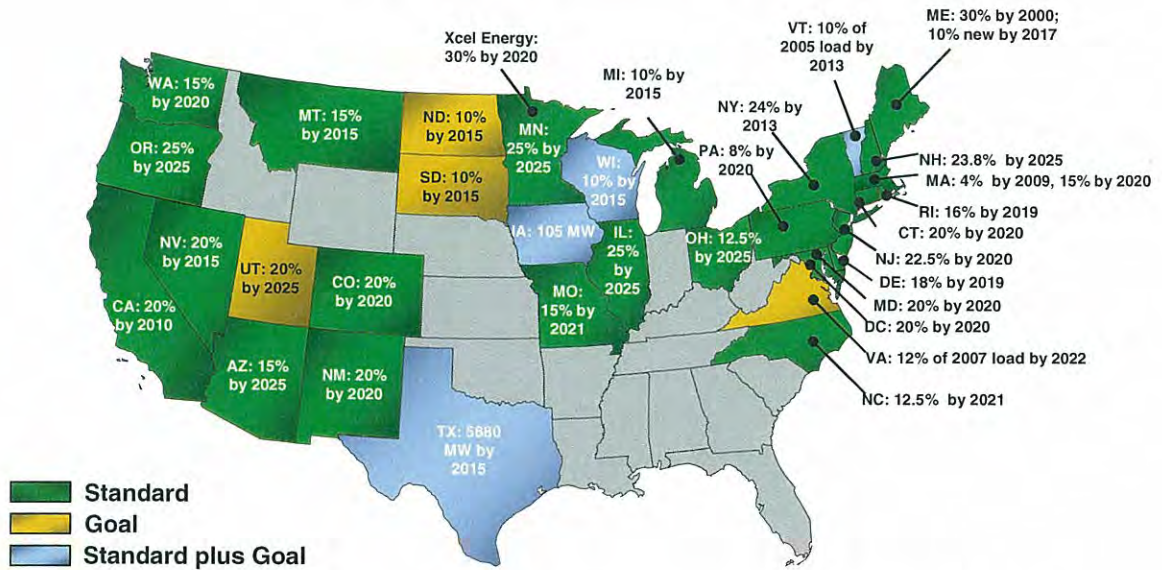 Xcel Energy:
30% by 2020
VT: 10% of
2005 load by
2013
ME: 30% by 2000;
10% new by 2017
WA: 15%
by 2020
MT: 15%
by 2015
ND: 10%
by 2015
MN:
25% by
2025
MI: 10% by
2015
NY: 24% by
2013
OR: 25%
by 2025
SD: 10%
by 2015
WI:
10% by
2015
PA: 8% by
2020
NH: 23.8% by 2025
MA: 4% by 2009, 15% by 2020
RI: 16% by 2019
CT: 20% by 2020
NV: 20%
by 2015
UT: 20%
by 2025
CO: 20%
by 2020
IA: 105 MW
IL:
25%
by
2025
OH: 12.5%
by 2025
NJ: 22.5% by 2020
DE: 18% by 2019
MD: 20% by 2020
DC: 20% by 2020
CA: 20%
by 2010
MO:
15% by
2021
VA: 12% of 2007 load by 2022
AZ: 15%
by 2025
NM: 20%
by 2020
NC: 12.5% by 2021
TX: 5880
MW by
2015
Standard
Goal
Standard plus Goal